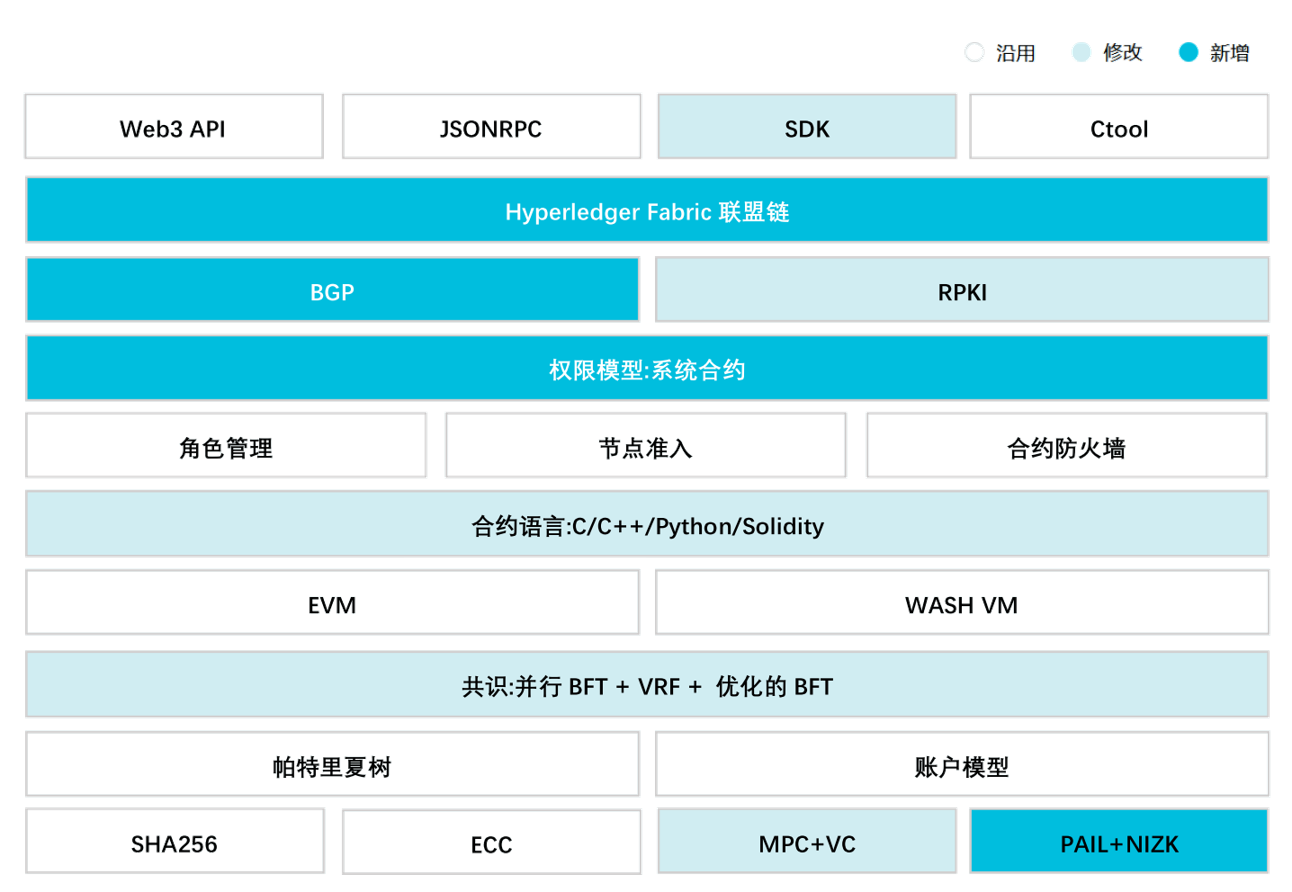 沿用 修改 新增
Web3 API JSONRPC SDK Ctool
Hyperledger Fabric 联盟链
BGP RPKI
权限模型:系统合约
角色管理 节点准入 合约防火墙
合约语言:C/C++/Python/Solidity
EVM WASH VM
共识:并行 BFT + VRF + 优化的 BFT
帕特里夏树 账户模型
SHA256 ECC MPC+VC PAIL+NIZK